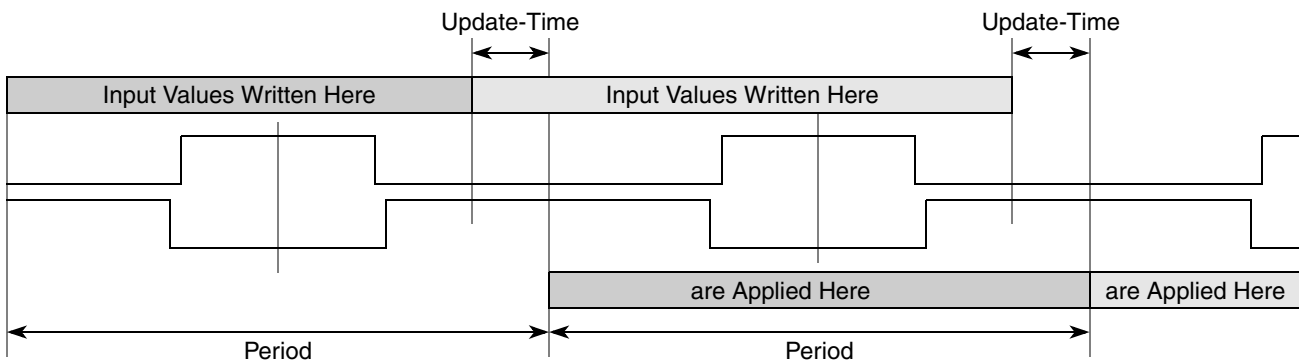 Update-Time
Update-Time
Input Values Written Here
Input Values Written Here
are Applied Here
are Applied Here
Period
Period